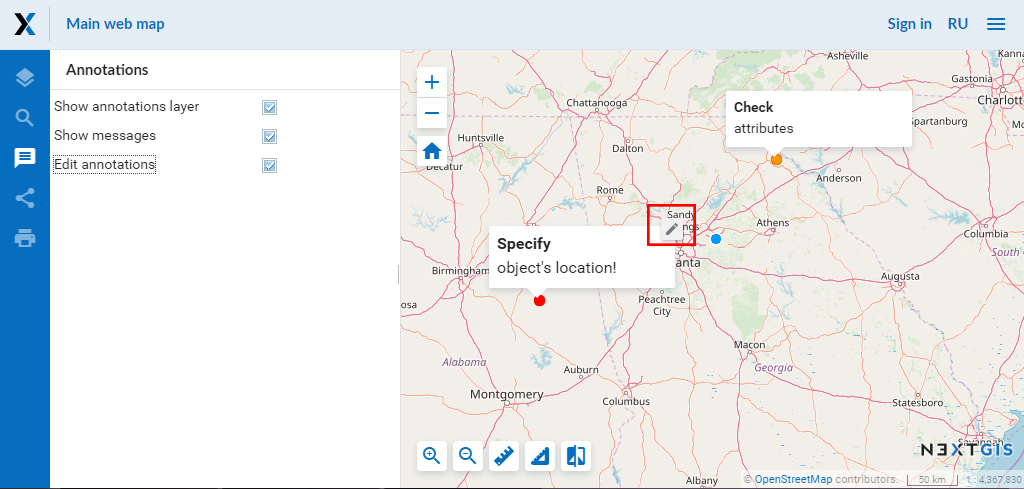 Main web map
Sign in RU
Annotations
Show annotations layer
Show messages
Edit annotations
Asheville
Gastonia
Charlott
Chattanooga
Check
attributes
Spartanburg
Huntsville
Decatur
Dalton
Anderson
Rome
Sandy
ngs
Athens
Columbia
Specify
object's location!
anta
Birmingham
Augusta
osa
Peachtree
City
Macon
Alabama
Auburn
Georgia
Montgomery
Columbus
Statesboro
Savannah
NEXTGIS
Albany
© OpenStreetMap contributors. 50 km 1 : 4,367,830